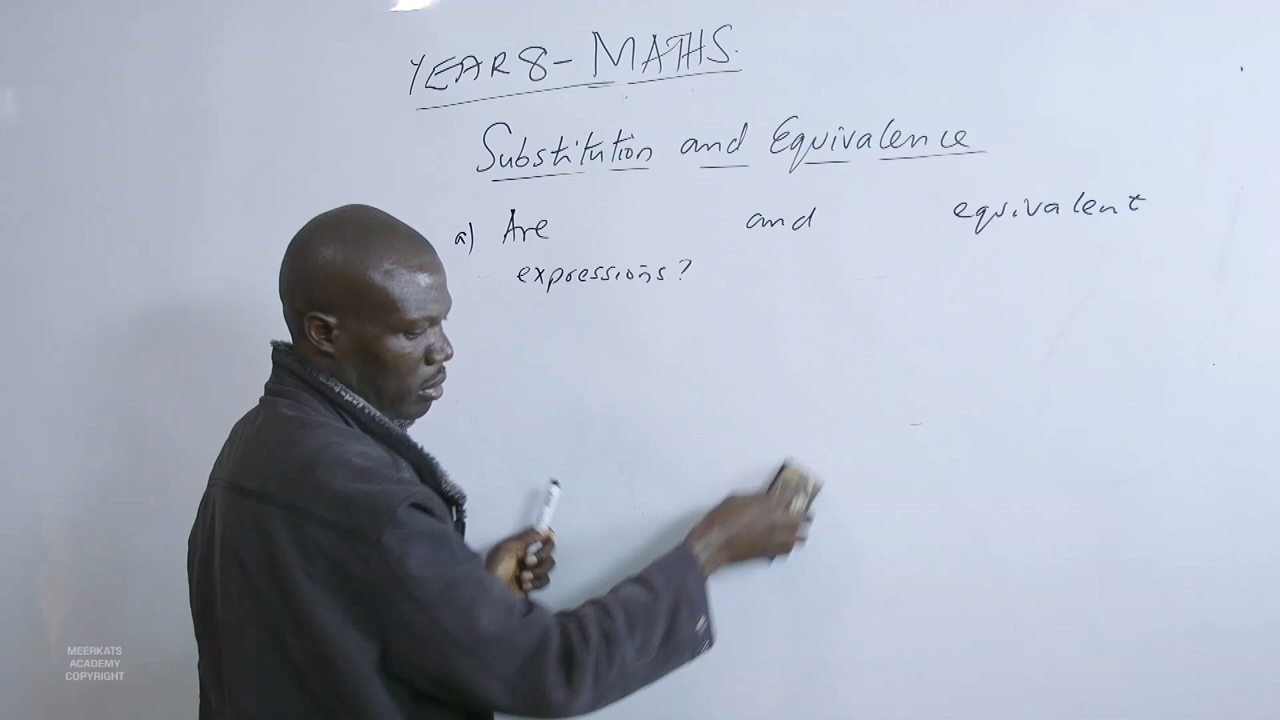 YEAR 8 - MATHS.
Substitution and Equivalence
a) Are and equivalent
expressions?
MEERKATS
ACADEMY
COPYRIGHT